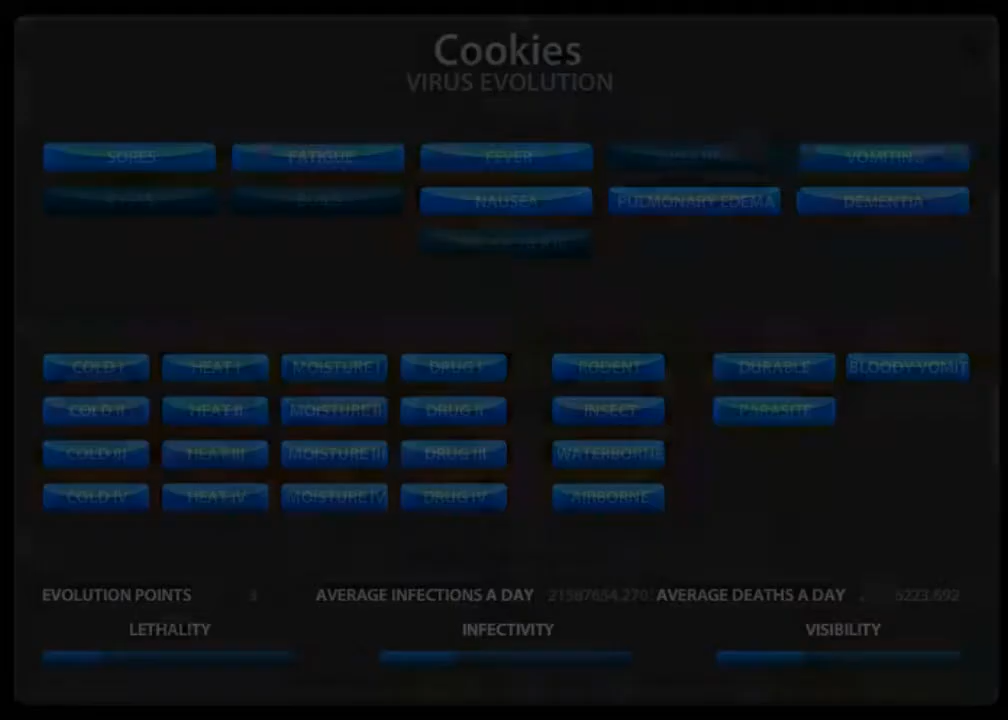 Cookies
VIRUS EVOLUTION
SORES FATIGUE FEVER VOMITING
NAUSEA PULMONARY EDEMA DEMENTIA
COLD I HEAT I MOISTURE I DRUG I RODENT DURABLE BLOODY VOMIT
COLD II HEAT II MOISTURE II DRUG II INSECT PARASITE
COLD III HEAT III MOISTURE III DRUG III WATERBORNE
COLD IV HEAT IV MOISTURE IV DRUG IV AIRBORNE
EVOLUTION POINTS 3 AVERAGE INFECTIONS A DAY 21587654.270 AVERAGE DEATHS A DAY
LETHALITY INFECTIVITY VISIBILITY